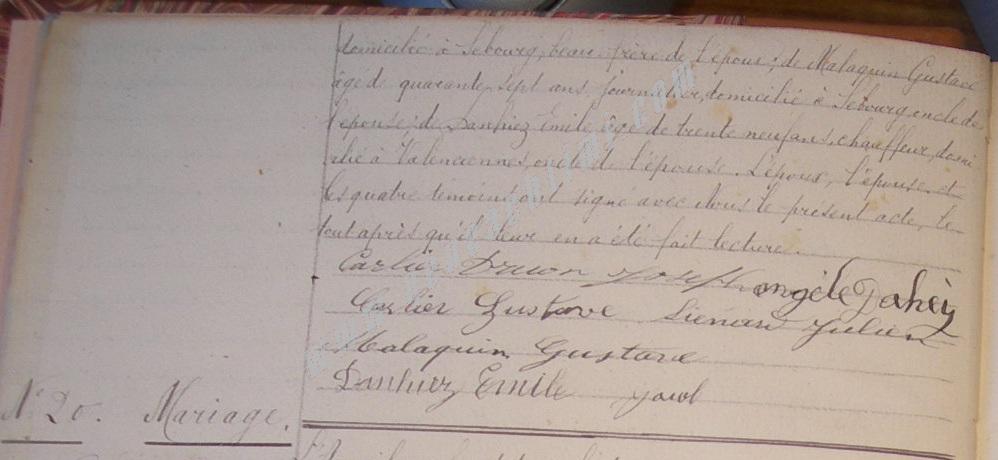 domicilié à Sebourg, beau-frère de l'époux; de Malaquin Gustave
âgé de quarante-sept ans, journalier, domicilié à Sebourg oncle de
l'épouse; de Danhiez Emile, âgé de trente neuf ans, chauffeur, domi
cilié à Valenciennes, oncle de l'épouse. L'époux, l'épouse et
les quatre témoins ont signé avec Nous le présent acte, le
tout après qu'il leur en a été fait lecture.
Carlier Druon Joseph angèle Dahiez
Carlier Gustave Lienard Julien
Malaquin Gustave
Danhiez Emile
N° 20. Mariage.